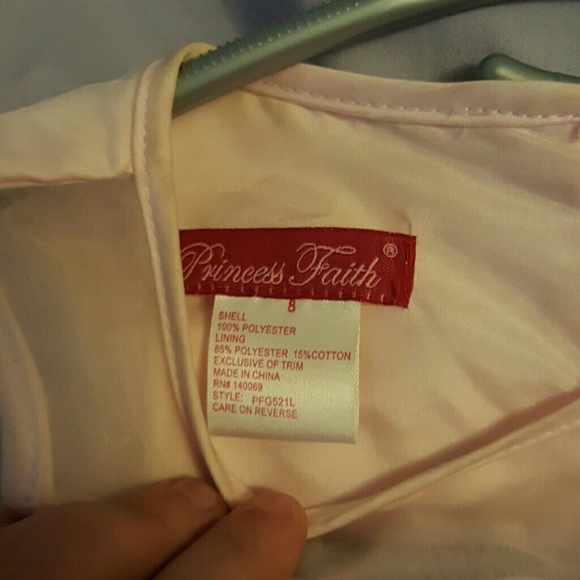 Princess Faith ®
8
SHELL
100% POLYESTER
LINING
85% POLYESTER 15%COTTON
EXCLUSIVE OF TRIM
MADE IN CHINA
RN# 140069
STYLE: PFG521L
CARE ON REVERSE